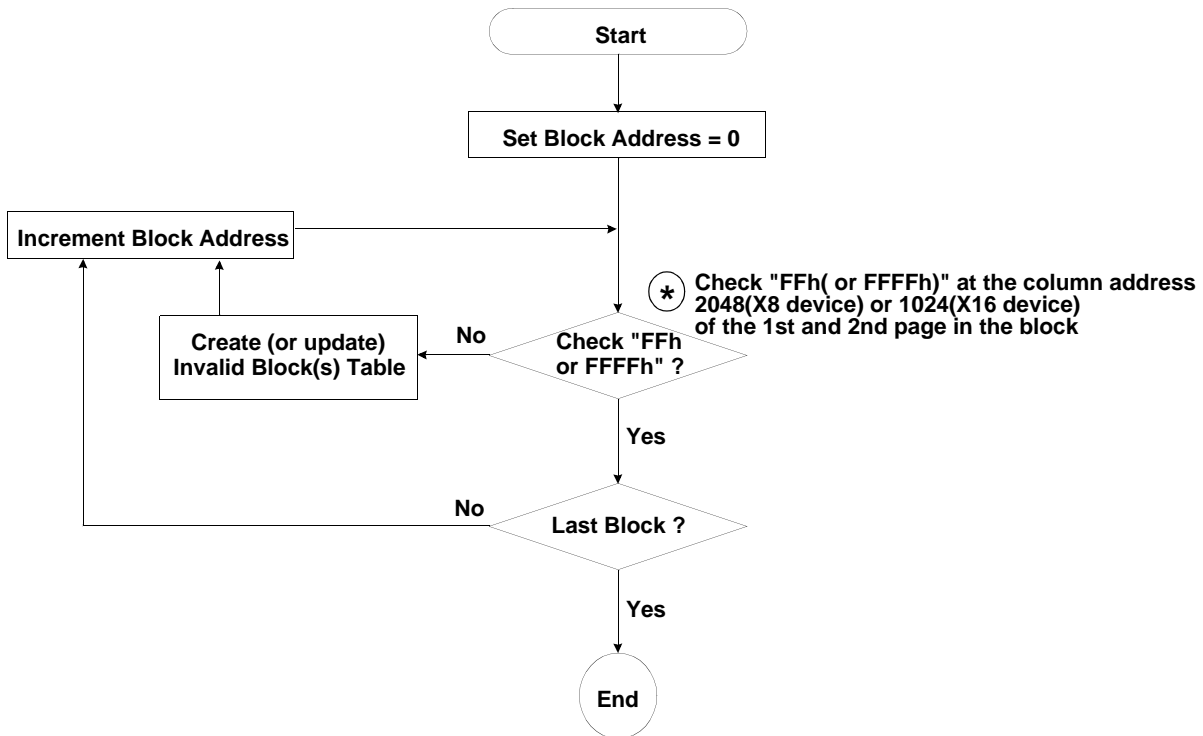 Start
Set Block Address = 0
Increment Block Address
* Check "FFh( or FFFFh)" at the column address
2048(X8 device) or 1024(X16 device)
of the 1st and 2nd page in the block
Create (or update)
Invalid Block(s) Table
No
Check "FFh
or FFFFh" ?
Yes
No
Last Block ?
Yes
End